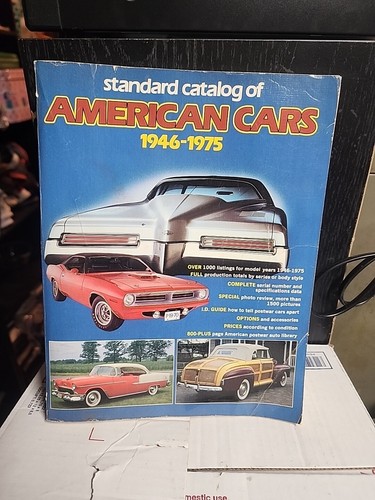 standard catalog of
AMERICAN CARS
1946-1975
OVER 1000 listings for model years 1946-1975
FULL production totals by series or body style
COMPLETE serial number and
specifications data
SPECIAL photo review, more than
1500 pictures
I.D. GUIDE how to tell postwar cars apart
OPTIONS and accessories
PRICES according to condition
800-PLUS page American postwar auto library
mestic use